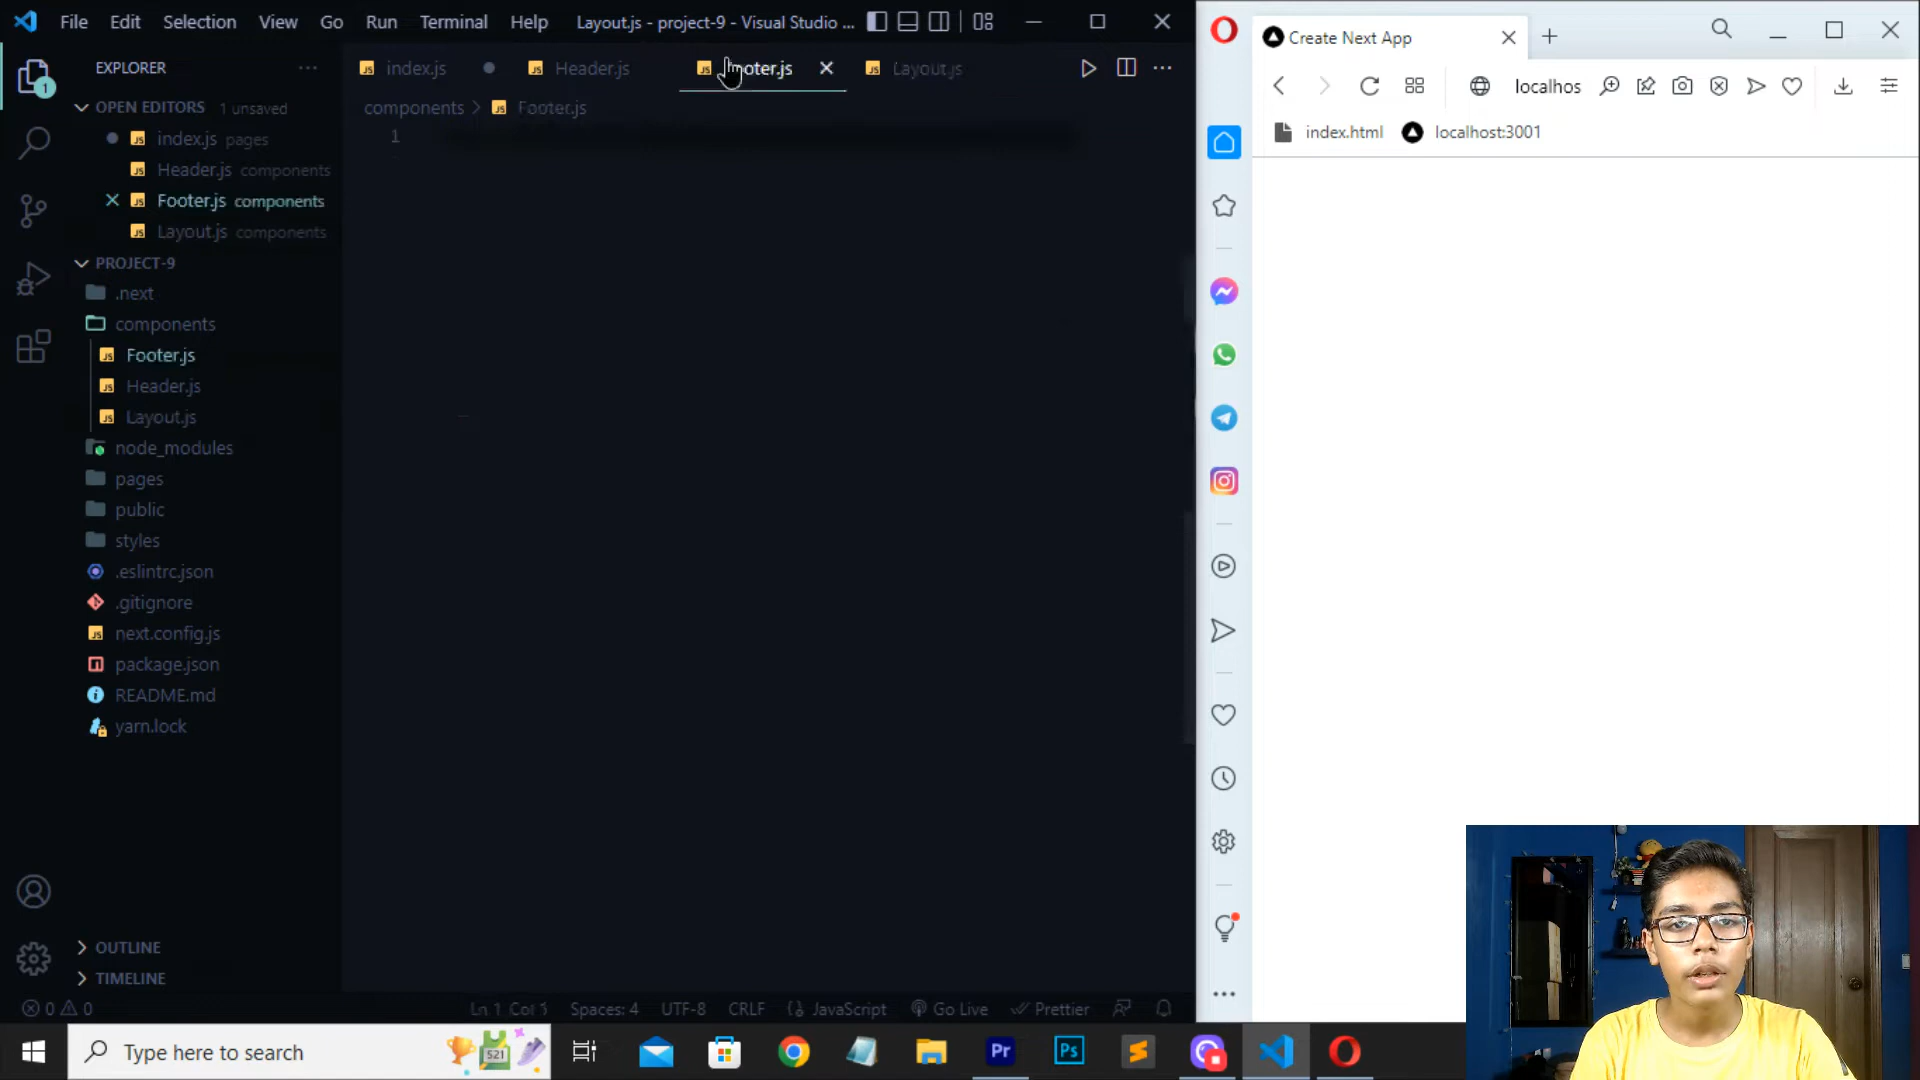 File Edit Selection View Go Run Terminal Help Layout.js - project-9 - Visual Studio ...
EXPLORER
index.js Header.js Footer.js Layout.js
components > Footer.js
1
OPEN EDITORS 1 unsaved
index.js pages
Header.js components
Footer.js components
Layout.js components
PROJECT-9
.next
components
Footer.js
Header.js
Layout.js
node_modules
pages
public
styles
.eslintrc.json
.gitignore
next.config.js
package.json
README.md
yarn.lock
OUTLINE
TIMELINE
0 0 Ln 1 Col 1 Spaces: 4 UTF-8 CRLF {} JavaScript Go Live Prettier
1
Create Next App
localhos
index.html localhost:3001
Type here to search
521
Pr
Ps